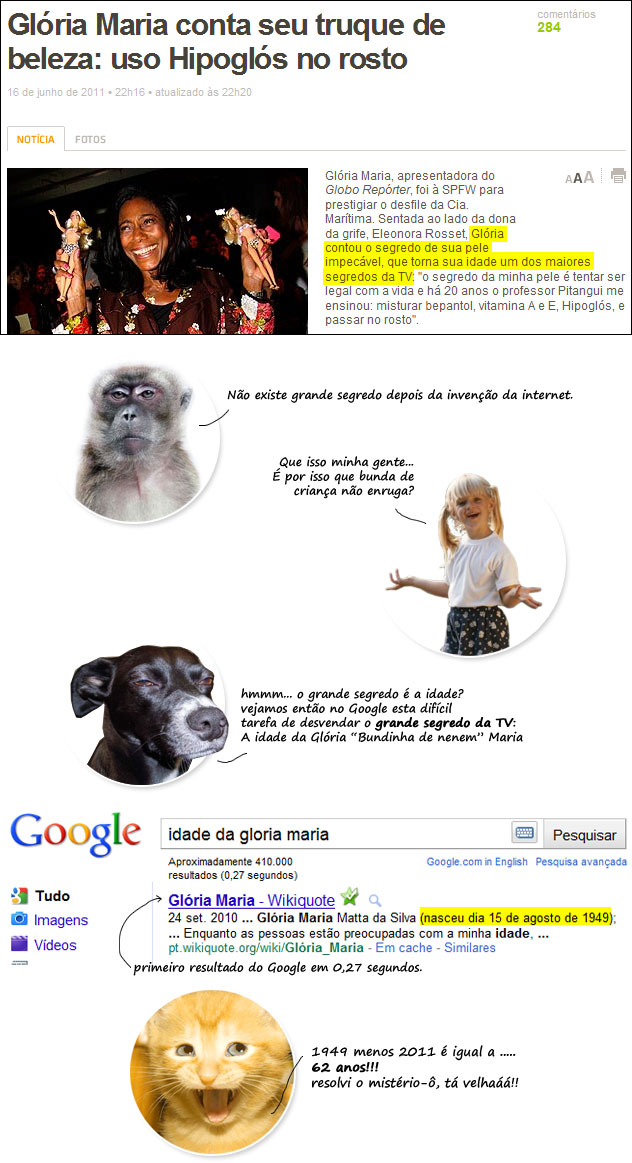 Glória Maria conta seu truque de
beleza: uso Hipoglós no rosto
comentários
284
16 de junho de 2011 • 22h16 • atualizado às 22h20
NOTÍCIA
FOTOS
AAA
Glória Maria, apresentadora do
Globo Repórter, foi à SPFW para
prestigiar o desfile da Cia.
Marítima. Sentada ao lado da dona
da grife, Eleonora Rosset, Glória
contou o segredo de sua pele
impecável, que torna sua idade um dos maiores
segredos da TV: "o segredo da minha pele é tentar ser
legal com a vida e há 20 anos o professor Pitangui me
ensinou: misturar bepantol, vitamina A e E, Hipoglós, e
passar no rosto".
Não existe grande segredo depois da invenção da internet.
Que isso minha gente...
É por isso que bunda de
criança não enruga?
hmmm... o grande segredo é a idade?
vejamos então no Google esta difícil
tarefa de desvendar o grande segredo da TV:
A idade da Glória "Bundinha de nenem" Maria
Google
idade da gloria maria
Pesquisar
Aproximadamente 410.000
resultados (0,27 segundos)
Google.com in English
Pesquisa avançada
Tudo
Imagens
Vídeos
Glória Maria - Wikiquote
24 set. 2010 ... Glória Maria Matta da Silva (nasceu dia 15 de agosto de 1949);
... Enquanto as pessoas estão preocupadas com a minha idade, ...
pt.wikiquote.org/wiki/Glória_Maria - Em cache - Similares
primeiro resultado do Google em 0,27 segundos.
1949 menos 2011 é igual a .....
62 anos!!!
resolvi o mistério-ô, tá velhaáá!!